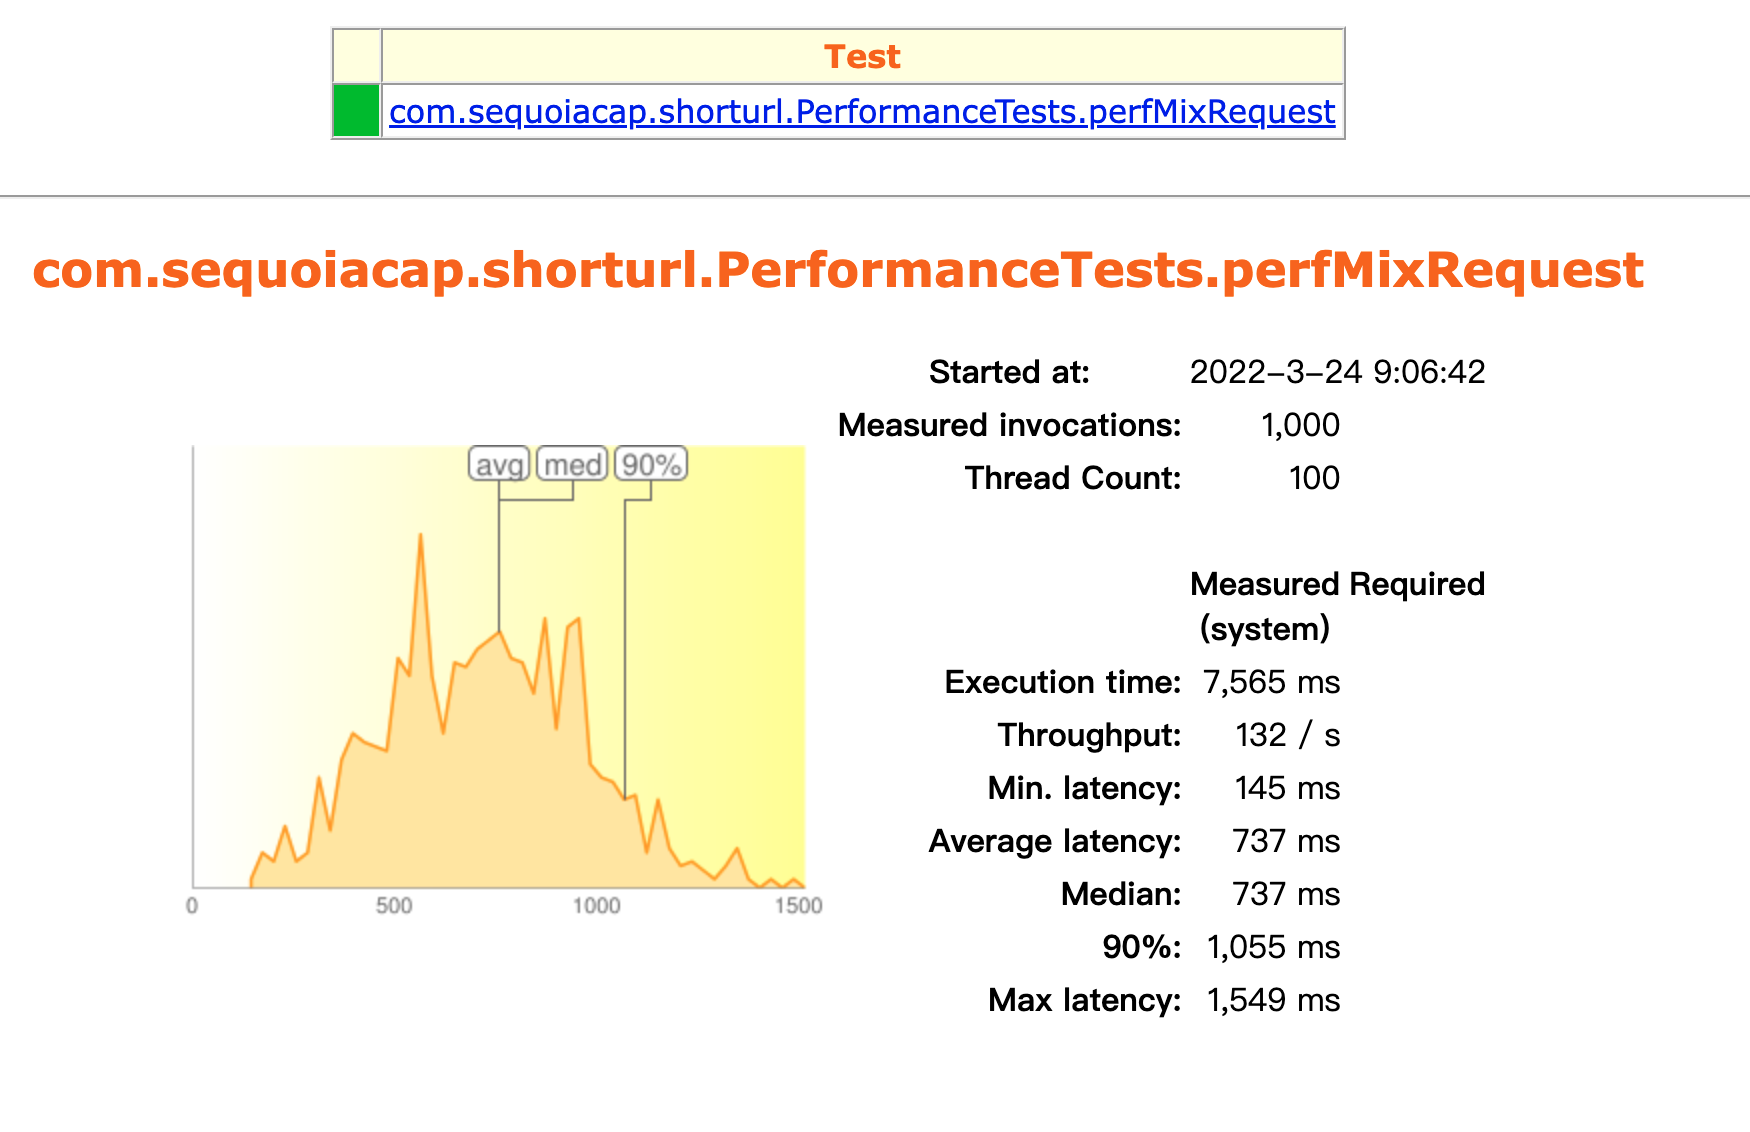 Test
com.sequoiacap.shorturl.PerformanceTests.perfMixRequest
com.sequoiacap.shorturl.PerformanceTests.perfMixRequest
avg med 90%
0 500 1000 1500
Started at: 2022–3–24 9:06:42
Measured invocations: 1,000
Thread Count: 100
Measured Required
(system)
Execution time: 7,565 ms
Throughput: 132 / s
Min. latency: 145 ms
Average latency: 737 ms
Median: 737 ms
90%: 1,055 ms
Max latency: 1,549 ms